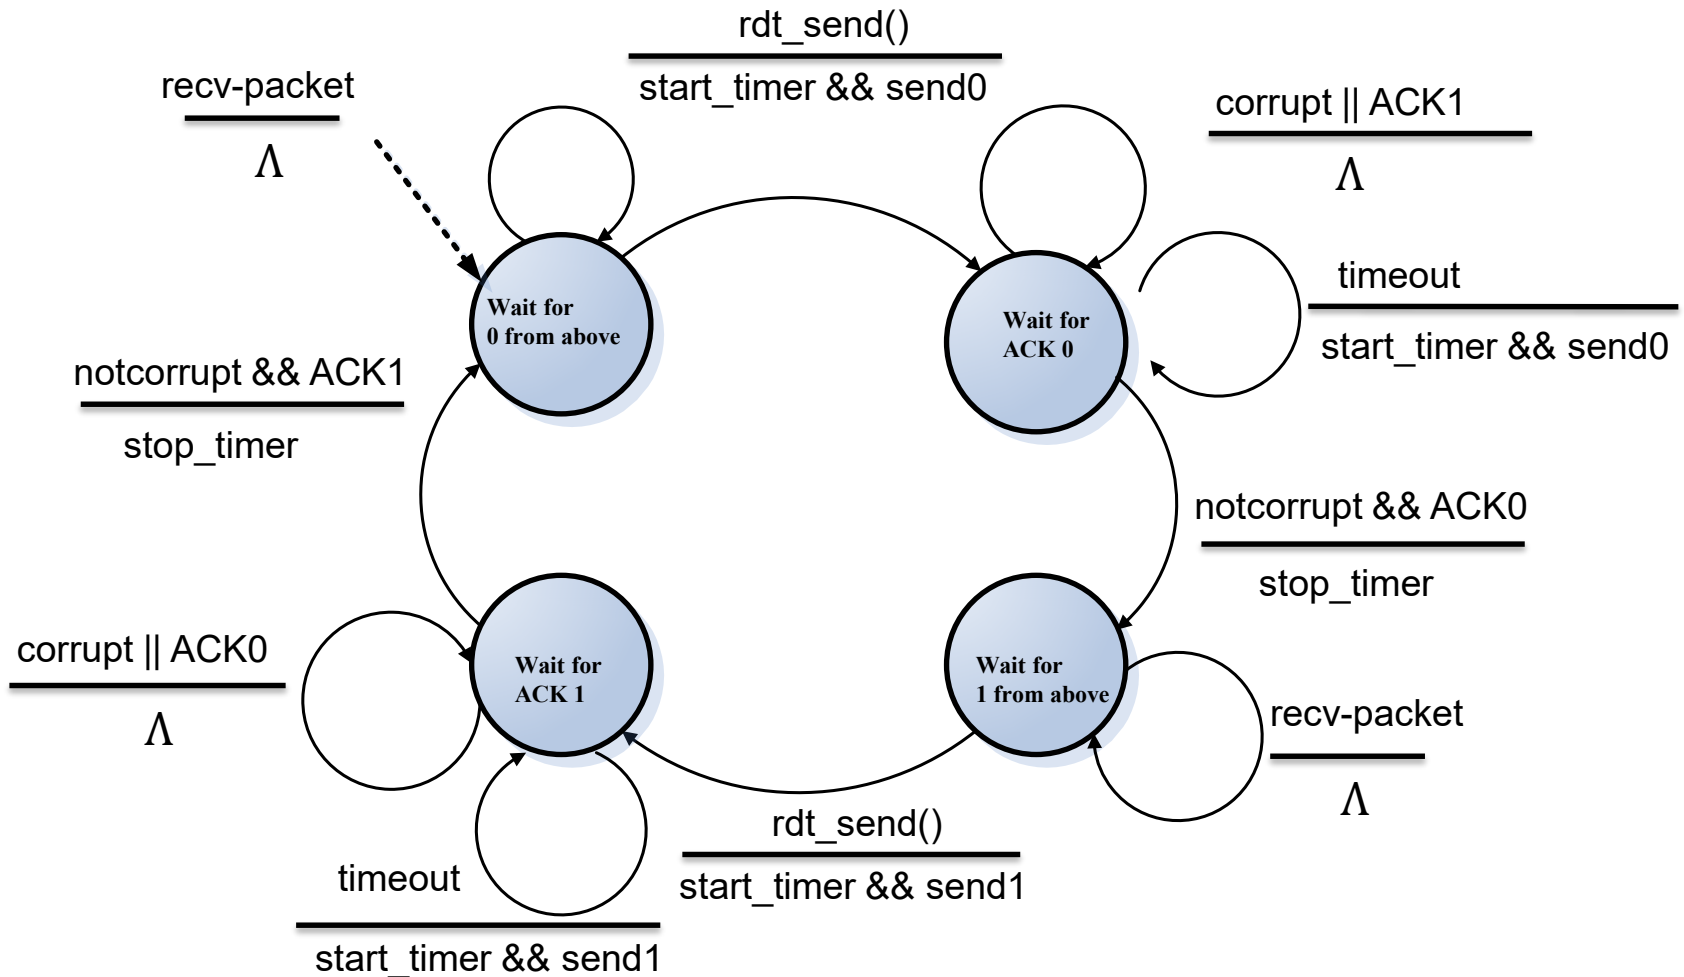 rdt_send()
start_timer && send0
recv-packet
Λ
corrupt || ACK1
Λ
timeout
start_timer && send0
Wait for
0 from above
Wait for
ACK 0
notcorrupt && ACK1
stop_timer
notcorrupt && ACK0
stop_timer
corrupt || ACK0
Λ
Wait for
ACK 1
Wait for
1 from above
recv-packet
Λ
rdt_send()
start_timer && send1
timeout
start_timer && send1